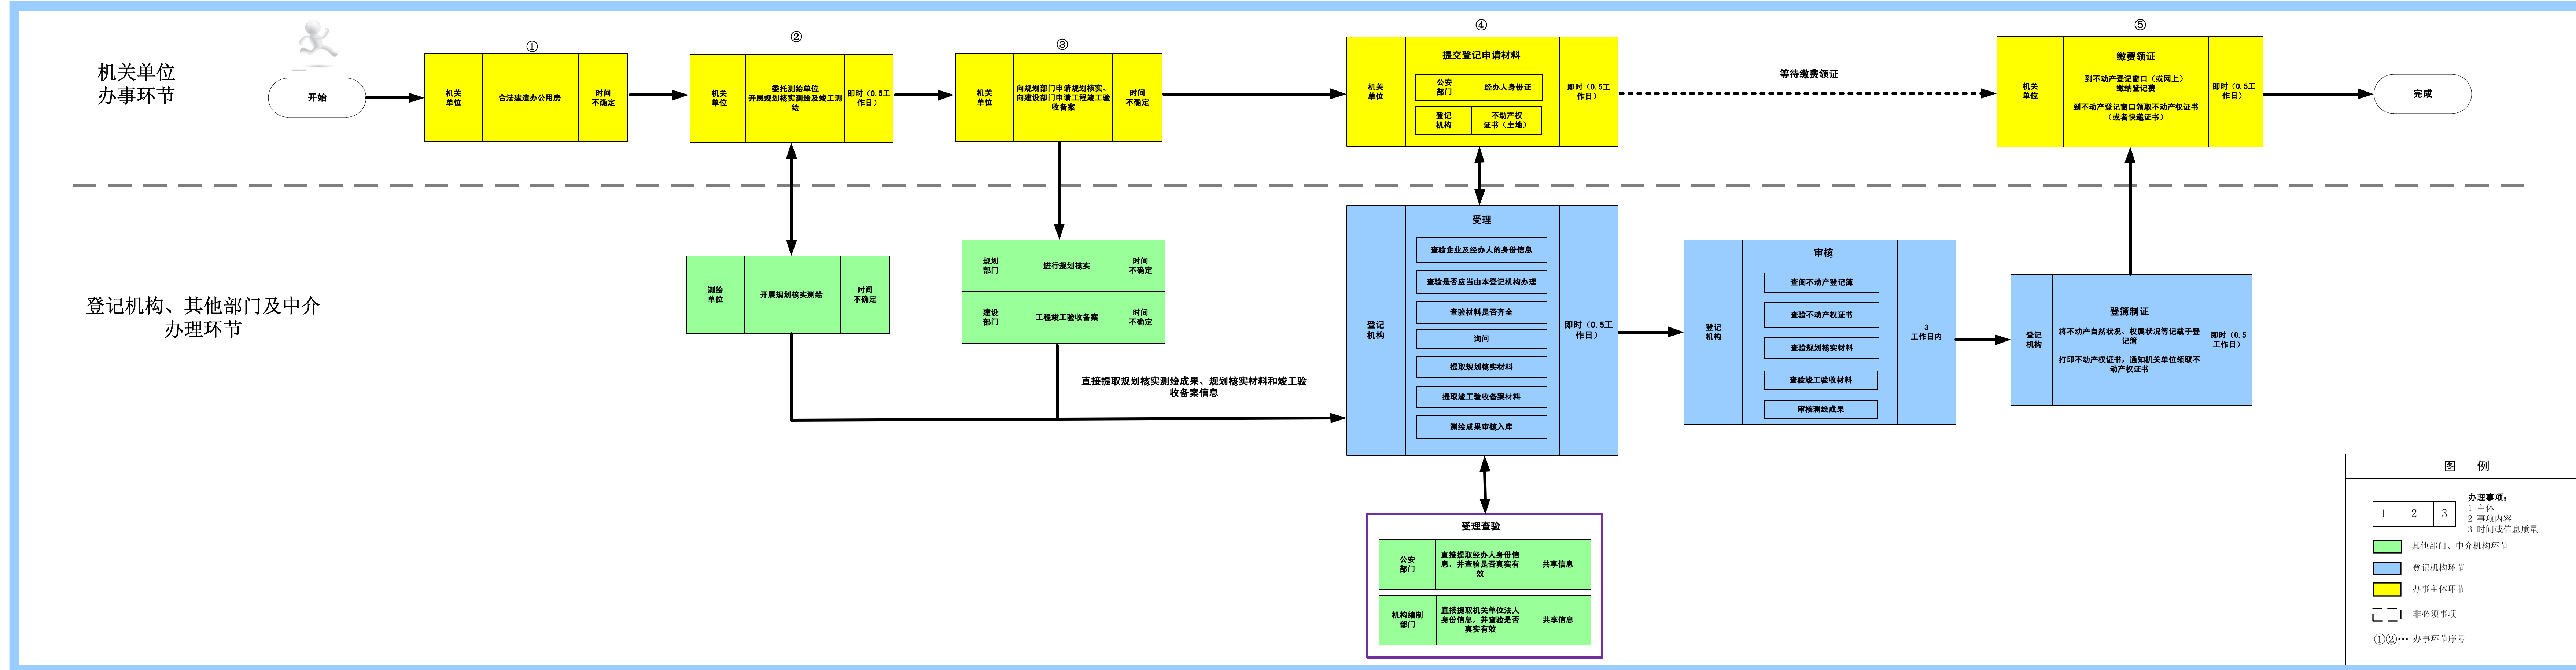 机关单位
办事环节
开始
①
机关
单位
合法建造办公用房
时间
不确定
②
机关
单位
委托测绘单位
开展规划核实测绘及竣工测
绘
即时（0.5工
作日）
③
机关
单位
向规划部门申请规划核实、
向建设部门申请工程竣工验
收备案
时间
不确定
④
机关
单位
提交登记申请材料
公安
部门
经办人身份证
登记
机构
不动产权
证书（土地）
即时（0.5工
作日）
等待缴费领证
⑤
机关
单位
缴费领证
到不动产登记窗口（或网上）
缴纳登记费
到不动产登记窗口领取不动产权证书
（或者快递证书）
即时（0.5工
作日）
完成
登记机构、其他部门及中介
办理环节
测绘
单位
开展规划核实测绘
时间
不确定
规划
部门
进行规划核实
时间
不确定
建设
部门
工程竣工验收备案
时间
不确定
直接提取规划核实测绘成果、规划核实材料和竣工验
收备案信息
登记
机构
受理
查验企业及经办人的身份信息
查验是否应当由本登记机构办理
查验材料是否齐全
询问
提取规划核实材料
提取竣工验收备案材料
测绘成果审核入库
即时（0.5工
作日）
登记
机构
审核
查阅不动产登记簿
查验不动产权证书
查验规划核实材料
查验竣工验收材料
审核测绘成果
3
工作日内
登记
机构
登簿制证
将不动产自然状况、权属状况等记载于登
记簿
打印不动产权证书，通知机关单位领取不
动产权证书
即时（0.5
工作日）
受理查验
公安
部门
直接提取经办人身份信
息，并查验是否真实有
效
共享信息
机构编制
部门
直接提取机关单位法人
身份信息，并查验是否
真实有效
共享信息
图 例
1 2 3
办理事项：
1 主体
2 事项内容
3 时间或信息质量
其他部门、中介机构环节
登记机构环节
办事主体环节
非必须事项
①②… 办事环节序号